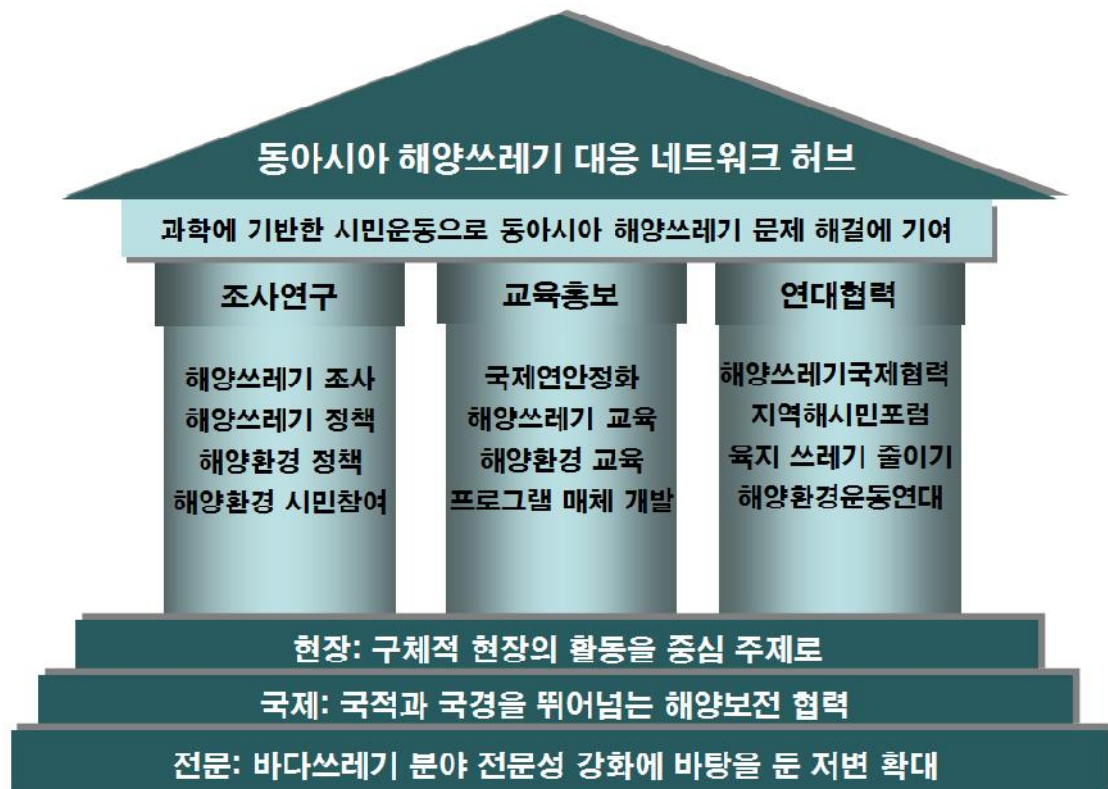 동아시아 해양쓰레기 대응 네트워크 허브
과학에 기반한 시민운동으로 동아시아 해양쓰레기 문제 해결에 기여
조사연구
해양쓰레기 조사
해양쓰레기 정책
해양환경 정책
해양환경 시민참여
교육홍보
국제연안정화
해양쓰레기 교육
해양환경 교육
프로그램 매체 개발
연대협력
해양쓰레기국제협력
지역해시민포럼
육지 쓰레기 줄이기
해양환경운동연대
현장: 구체적 현장의 활동을 중심 주제로
국제: 국적과 국경을 뛰어넘는 해양보전 협력
전문: 바다쓰레기 분야 전문성 강화에 바탕을 둔 저변 확대